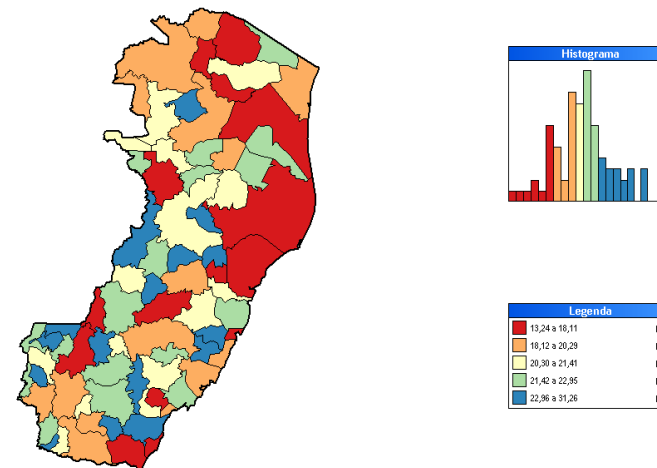 Histograma
Legenda
13,24 a 18,11
18,12 a 20,29
20,30 a 21,41
21,42 a 22,95
22,96 a 31,26